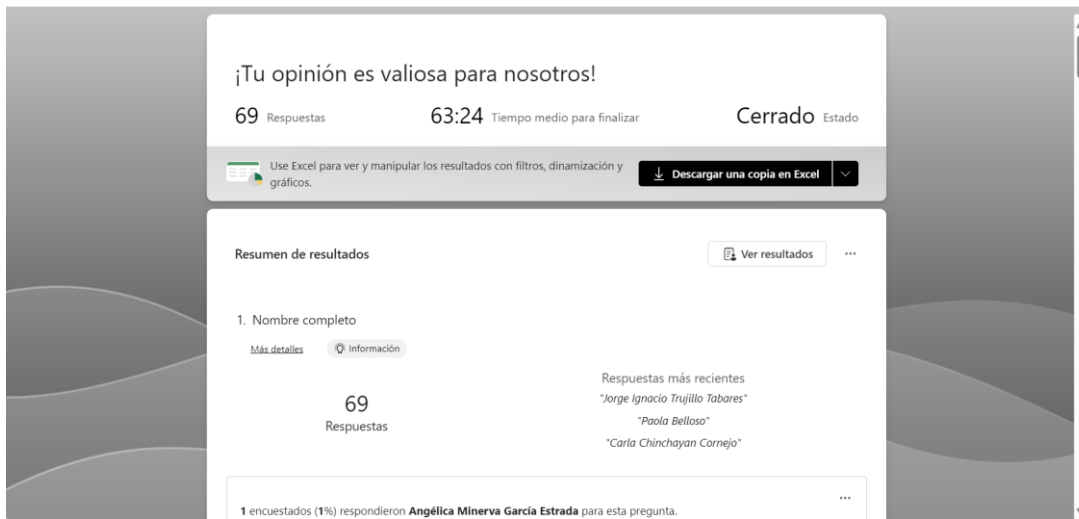 ¡Tu opinión es valiosa para nosotros!
69 Respuestas
63:24 Tiempo medio para finalizar
Cerrado Estado
Use Excel para ver y manipular los resultados con filtros, dinamización y
gráficos.
Descargar una copia en Excel
Resumen de resultados
Ver resultados
1. Nombre completo
Más detalles
Información
69
Respuestas
Respuestas más recientes
"Jorge Ignacio Trujillo Tabares"
"Paola Belloso"
"Carla Chinchayan Cornejo"
1 encuestados (1%) respondieron Angélica Minerva García Estrada para esta pregunta.